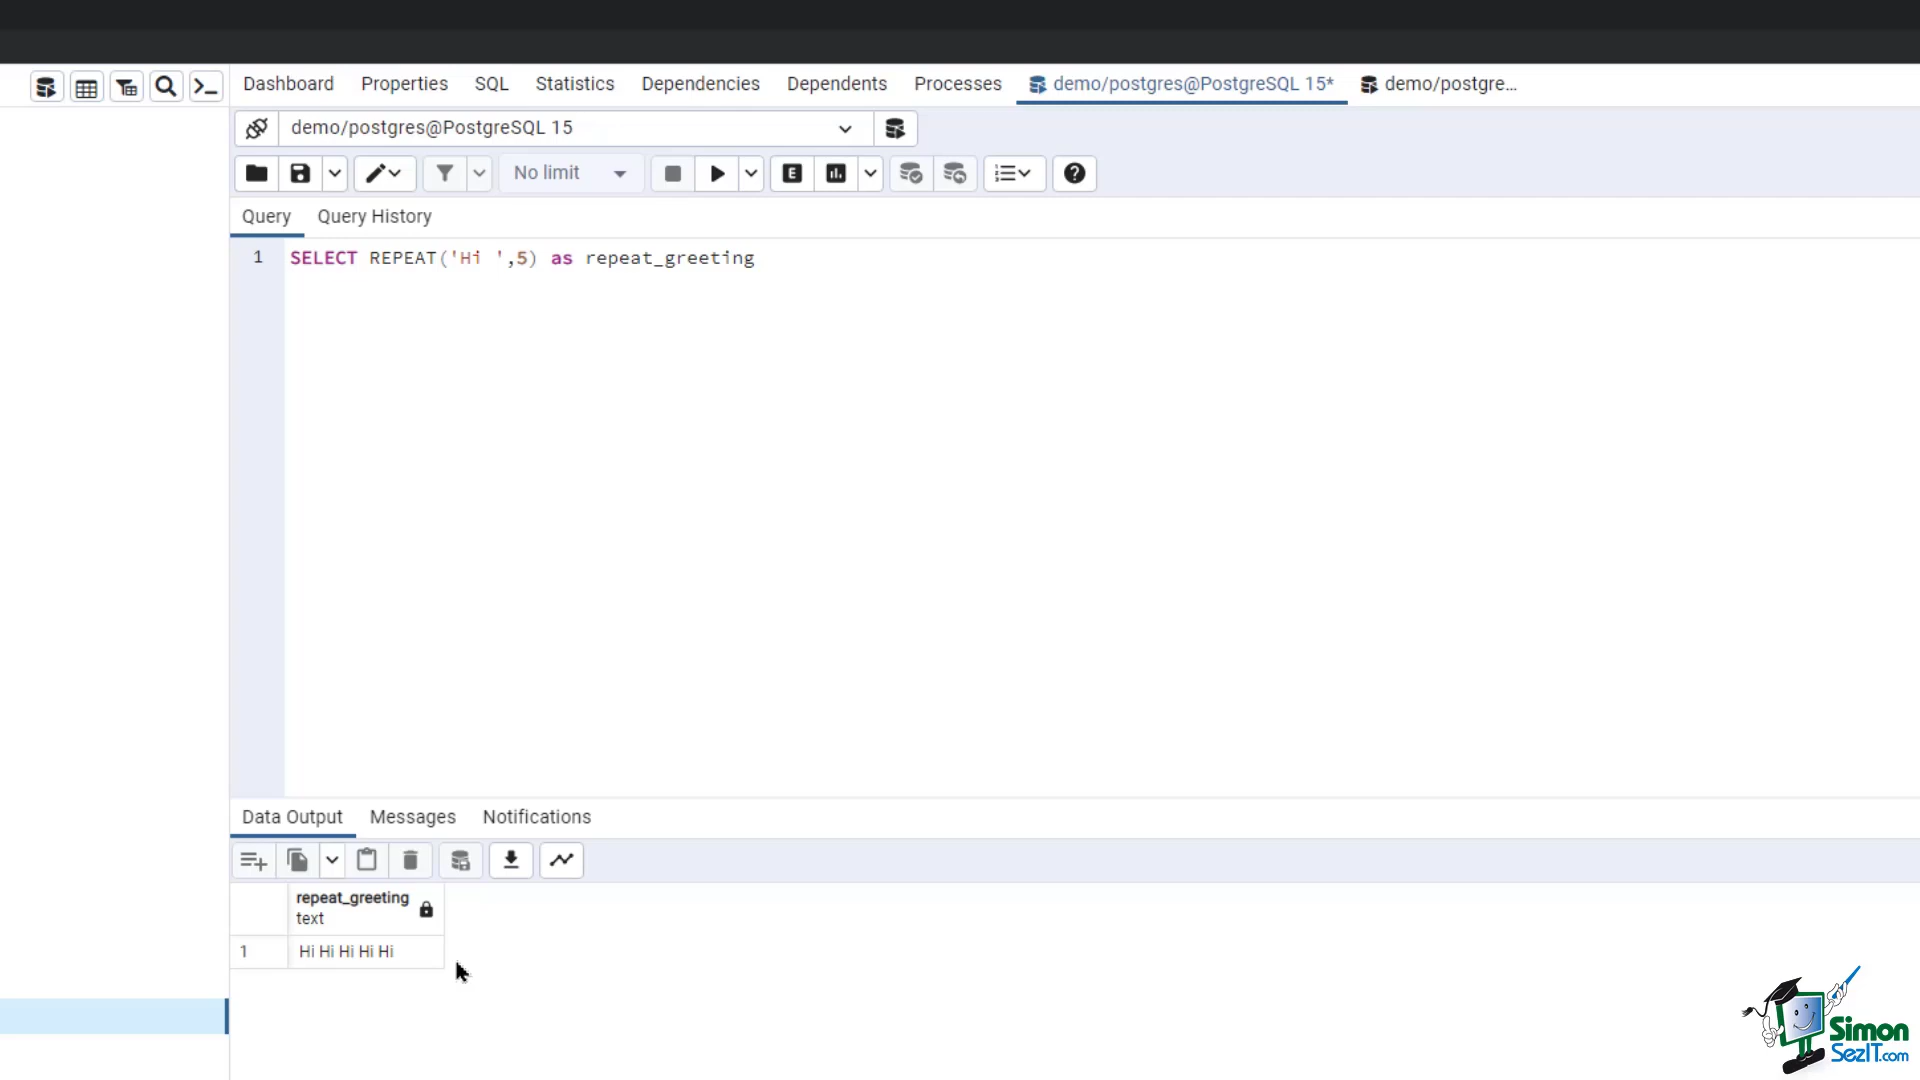 Dashboard Properties SQL Statistics Dependencies Dependents Processes demo/postgres@PostgreSQL 15* demo/postgre...
demo/postgres@PostgreSQL 15
No limit E
Query Query History
1 SELECT REPEAT('Hi ',5) as repeat_greeting
Data Output Messages Notifications
repeat_greeting
text
1 Hi Hi Hi Hi Hi
Simon
SezIT.com